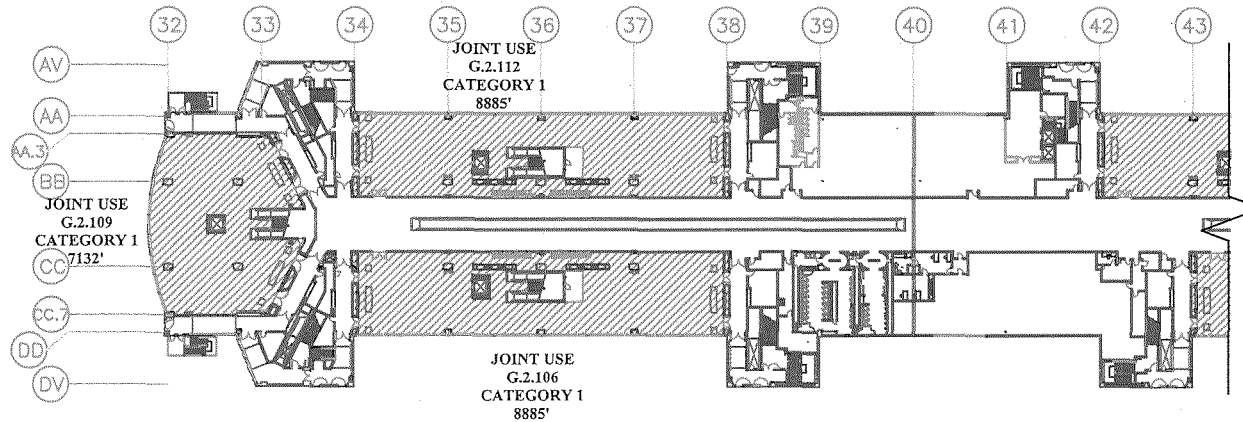 32 33 34 35 36 37 38 39 40 41 42 43
JOINT USE
G.2.112
CATEGORY 1
8885'
AV
AA
AA.3
BB
JOINT USE
G.2.109
CATEGORY 1
7132'
CC
CC.7
DD
DV
JOINT USE
G.2.106
CATEGORY 1
8885'